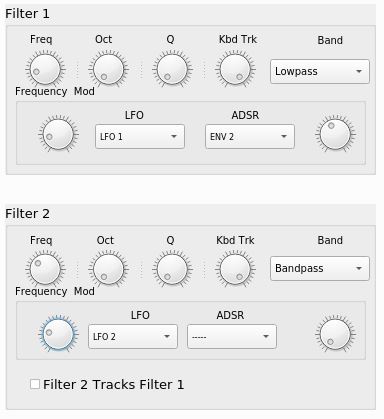 Filter 1
Freq Oct Q Kbd Trk Band
Lowpass
Frequency Mod
LFO ADSR
LFO 1 ENV 2
Filter 2
Freq Oct Q Kbd Trk Band
Bandpass
Frequency Mod
LFO ADSR
LFO 2 -----
Filter 2 Tracks Filter 1